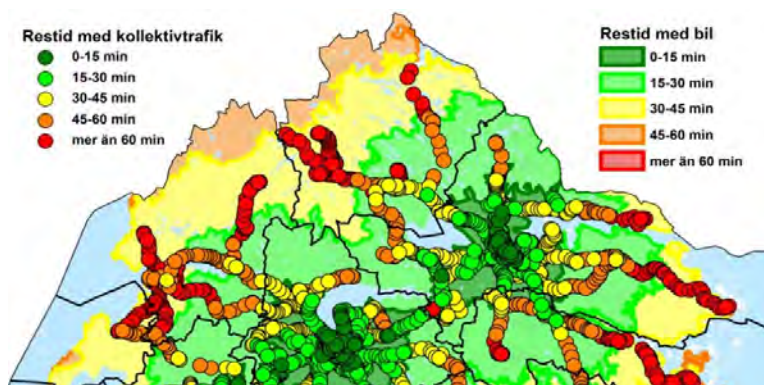 Restid med kollektivtrafik
0-15 min
15-30 min
30-45 min
45-60 min
mer än 60 min
Restid med bil
0-15 min
15-30 min
30-45 min
45-60 min
mer än 60 min